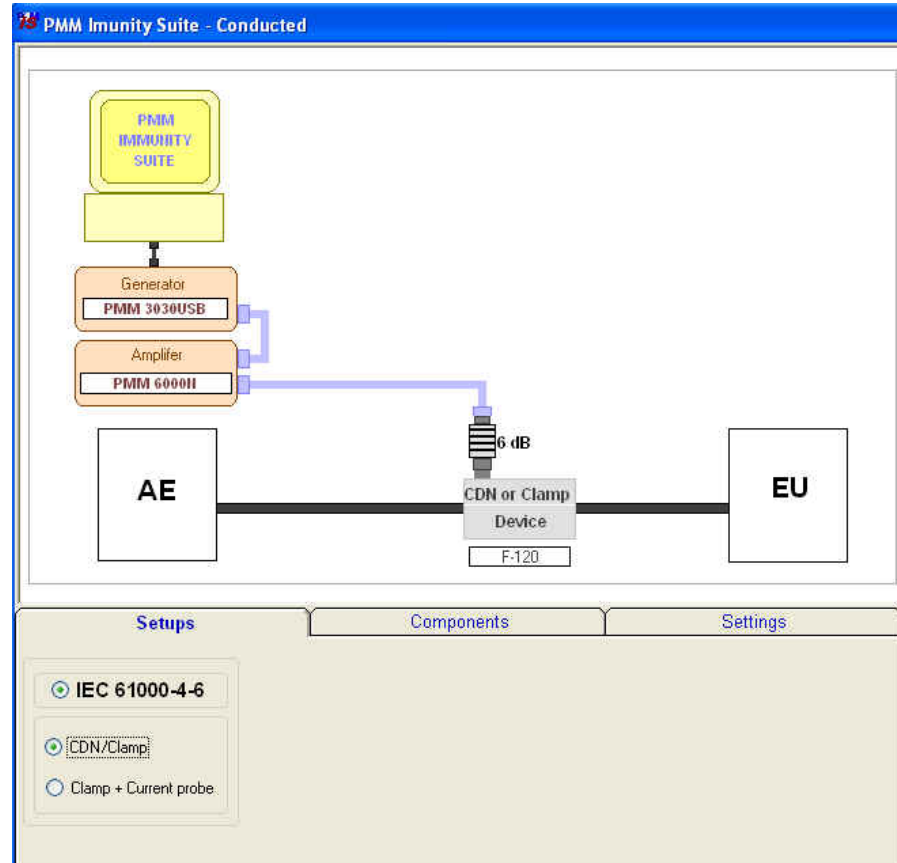 PMM Imunity Suite - Conducted
PMM
IMMUNITY
SUITE
Generator
PMM 3030USB
Amplifer
PMM 6000N
6 dB
AE
CDN or Clamp
Device
EU
F-120
Setups
Components
Settings
IEC 61000-4-6
CDN/Clamp
Clamp + Current probe